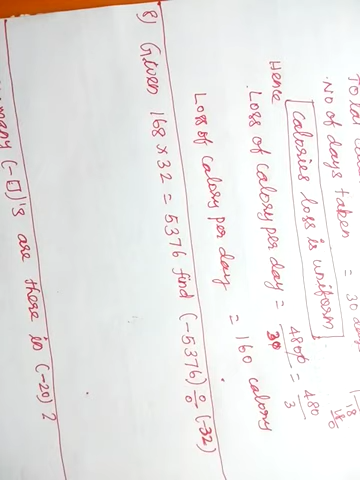 No of days taken = 30 days
Calories loss is uniform.
Hence
Loss of calory per day = 4800/30 = 480/3
Loss of calory per day = 160 calory
8) Given 168 × 32 = 5376 find (-5376) ÷ (-32)
many (-□)'s are there in (-20)?